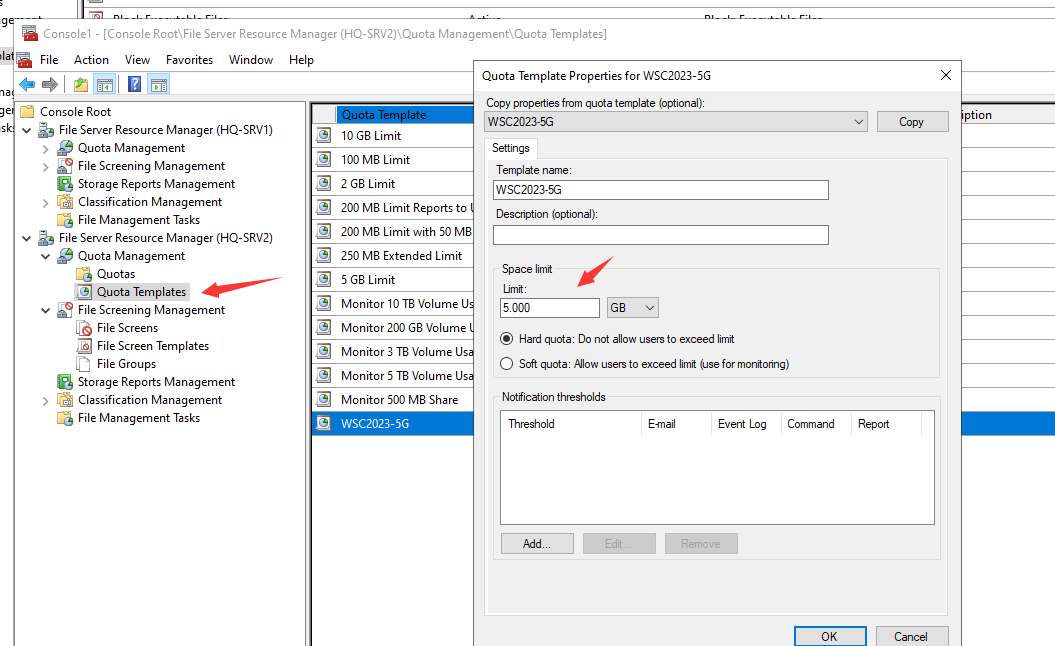 Block Executable Files Active Block Executable Files
Console1 - [Console Root\File Server Resource Manager (HQ-SRV2)\Quota Management\Quota Templates]
File Action View Favorites Window Help
Console Root
File Server Resource Manager (HQ-SRV1)
Quota Management
File Screening Management
Storage Reports Management
Classification Management
File Management Tasks
File Server Resource Manager (HQ-SRV2)
Quota Management
Quotas
Quota Templates
File Screening Management
File Screens
File Screen Templates
File Groups
Storage Reports Management
Classification Management
File Management Tasks
Quota Template
10 GB Limit
100 MB Limit
2 GB Limit
200 MB Limit Reports to U
200 MB Limit with 50 MB
250 MB Extended Limit
5 GB Limit
Monitor 10 TB Volume Us
Monitor 200 GB Volume U
Monitor 3 TB Volume Usa
Monitor 5 TB Volume Usa
Monitor 500 MB Share
WSC2023-5G
iption
Quota Template Properties for WSC2023-5G
Copy properties from quota template (optional):
WSC2023-5G Copy
Settings
Template name:
WSC2023-5G
Description (optional):
Space limit
Limit:
5.000 GB
Hard quota: Do not allow users to exceed limit
Soft quota: Allow users to exceed limit (use for monitoring)
Notification thresholds
Threshold E-mail Event Log Command Report
Add... Edit... Remove
OK Cancel